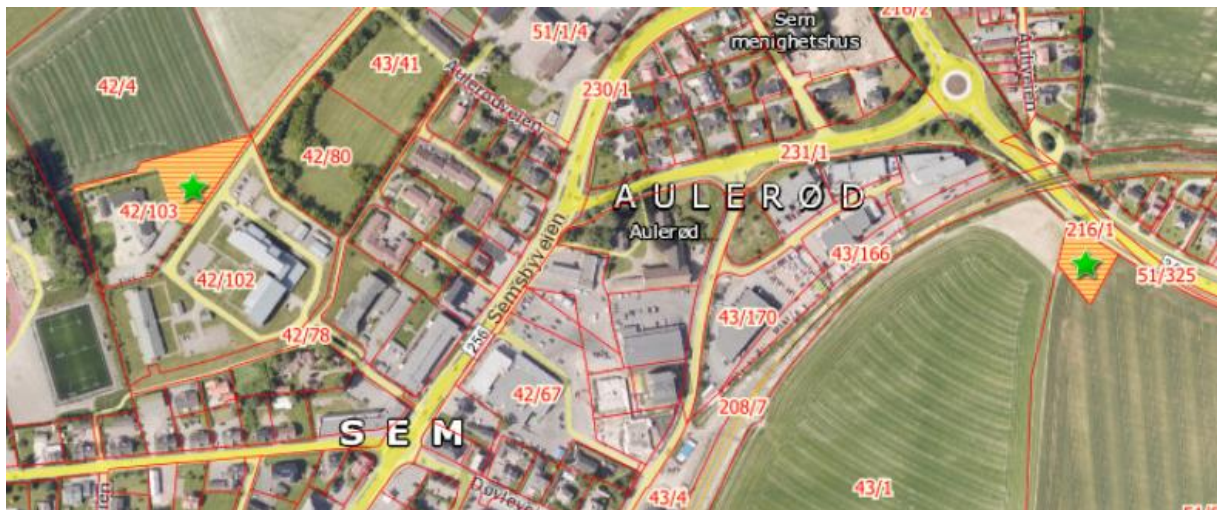 216/2
Sem
menighetshus
51/1/4
43/41
Aulerødveien
42/4
230/1
42/80
231/1
AULERØD
Aulerød
42/103
216/1
43/166
51/325
42/102
Semsbyveien
43/170
42/78
256
42/67
208/7
SEM
43/4
43/1